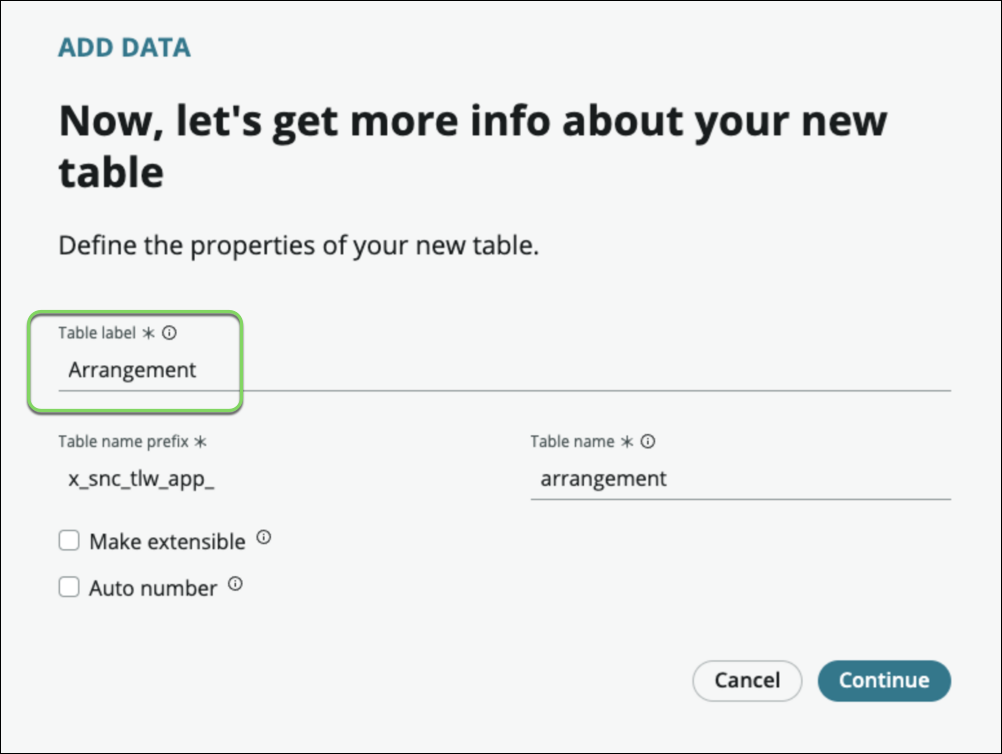 ADD DATA
Now, let's get more info about your new
table
Define the properties of your new table.
Table label *
Arrangement
Table name prefix *
x_snc_tlw_app_
Table name *
arrangement
Make extensible
Auto number
Cancel
Continue